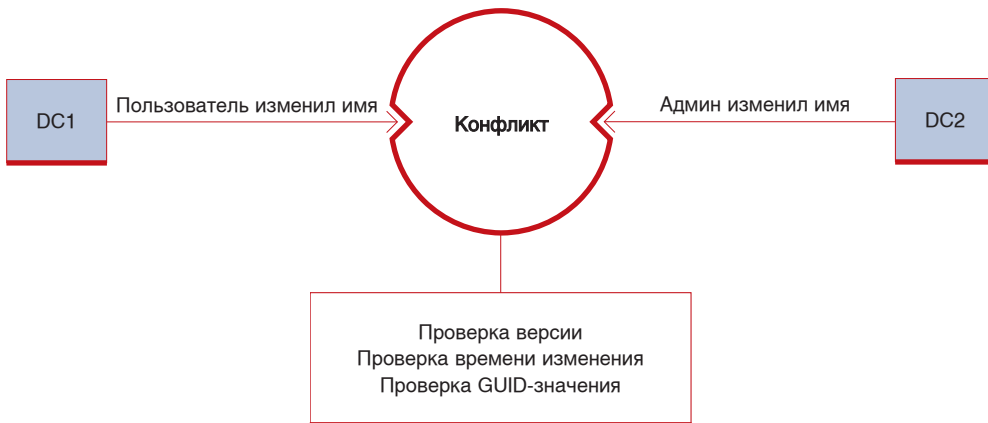 DC1
Пользователь изменил имя
Конфликт
Админ изменил имя
DC2
Проверка версии
Проверка времени изменения
Проверка GUID-значения